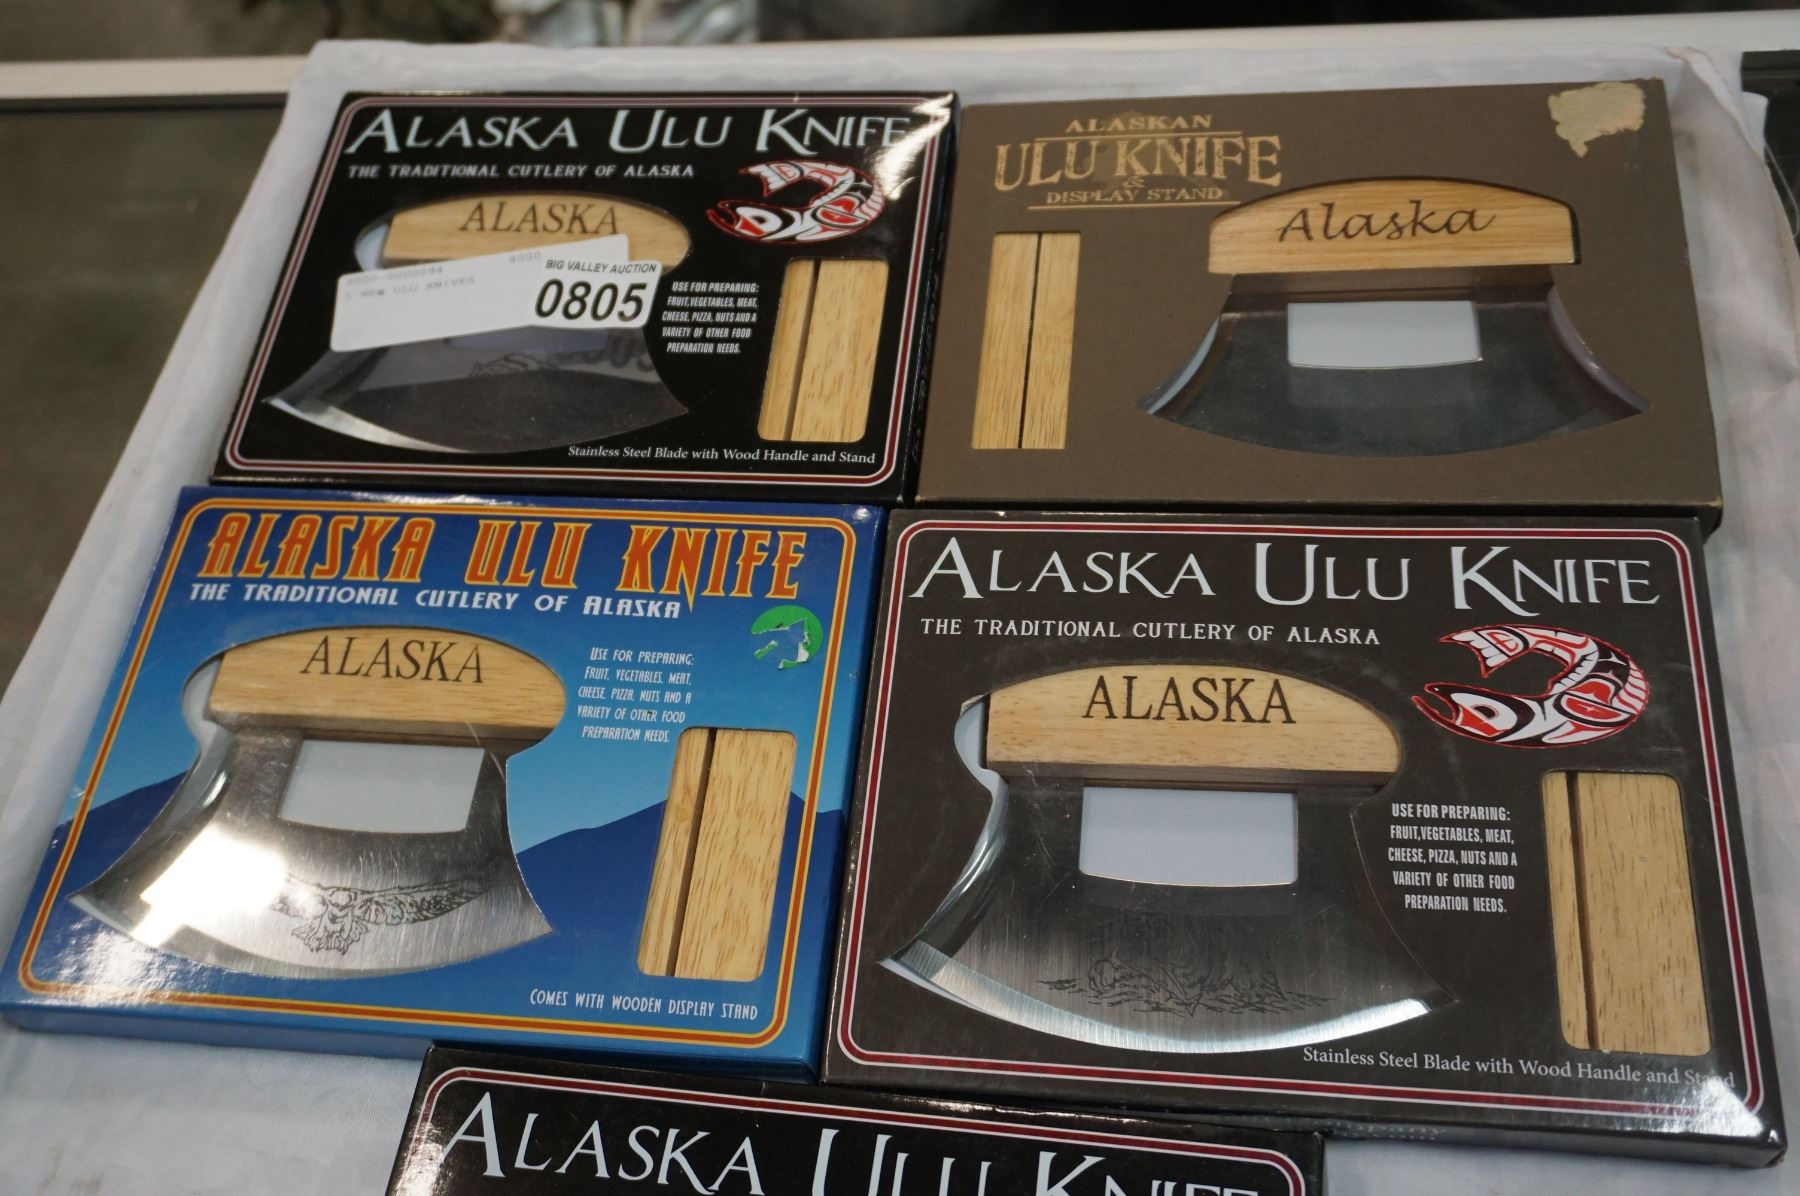 ALASKA ULU KNIFE
THE TRADITIONAL CUTLERY OF ALASKA
ALASKA
0000-0000094
8000
5 NEW ULU KNIVES
BIG VALLEY AUCTION
0805
USE FOR PREPARING:
FRUIT, VEGETABLES, MEAT,
CHEESE, PIZZA, NUTS AND A
VARIETY OF OTHER FOOD
PREPARATION NEEDS.
Stainless Steel Blade with Wood Handle and Stand
ALASKAN
ULU KNIFE
&
DISPLAY STAND
Alaska
ALASKA ULU KNIFE
THE TRADITIONAL CUTLERY OF ALASKA
ALASKA
USE FOR PREPARING:
FRUIT, VEGETABLES, MEAT,
CHEESE, PIZZA, NUTS AND A
VARIETY OF OTHER FOOD
PREPARATION NEEDS.
COMES WITH WOODEN DISPLAY STAND
ALASKA ULU KNIFE
THE TRADITIONAL CUTLERY OF ALASKA
ALASKA
USE FOR PREPARING:
FRUIT, VEGETABLES, MEAT,
CHEESE, PIZZA, NUTS AND A
VARIETY OF OTHER FOOD
PREPARATION NEEDS.
Stainless Steel Blade with Wood Handle and Stand
ALASKA ULU KNIFE